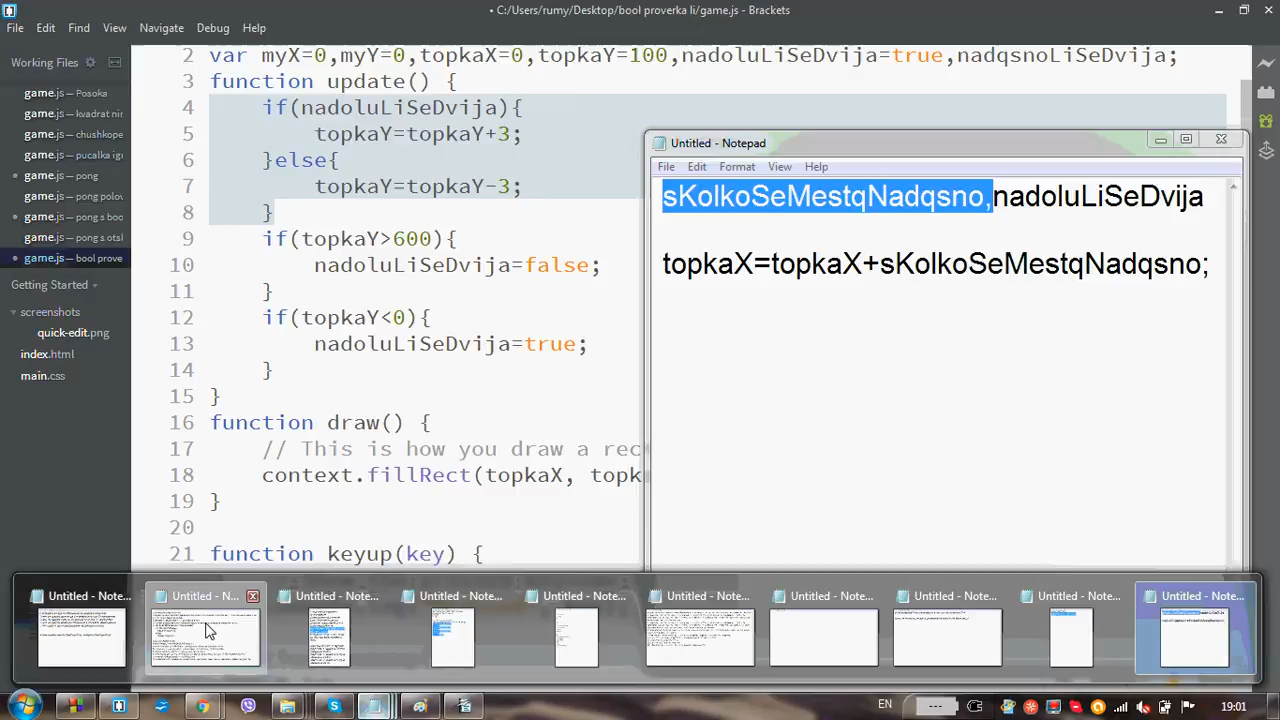 • C:/Users/rumy/Desktop/bool proverka li/game.js - Brackets
File Edit Find View Navigate Debug Help
Working Files
game.js — Posoka
game.js — kvadrat nir
game.js — chushkope
game.js — pucalka igr
game.js — pong
game.js — pong polov
game.js — pong s boo
game.js — pong s otsl
game.js — bool prove
Getting Started
screenshots
quick-edit.png
index.html
main.css
2 var myX=0,myY=0,topkaX=0,topkaY=100,nadoluLiSeDvija=true,nadqsnoLiSeDvija;
3 function update() {
4 if(nadoluLiSeDvija){
5 topkaY=topkaY+3;
6 }else{
7 topkaY=topkaY-3;
8 }
9 if(topkaY>600){
10 nadoluLiSeDvija=false;
11 }
12 if(topkaY<0){
13 nadoluLiSeDvija=true;
14 }
15 }
16 function draw() {
17 // This is how you draw a rec
18 context.fillRect(topkaX, topk
19 }
20
21 function keyup(key) {
Untitled - Notepad
File Edit Format View Help
sKolkoSeMestqNadqsno,nadoluLiSeDvija
topkaX=topkaX+sKolkoSeMestqNadqsno;
Untitled - Note...
Untitled - N...
Untitled - Note...
Untitled - Note...
Untitled - Note...
Untitled - Note...
Untitled - Note...
Untitled - Note...
Untitled - Note...
Untitled - Note...
EN
19:01